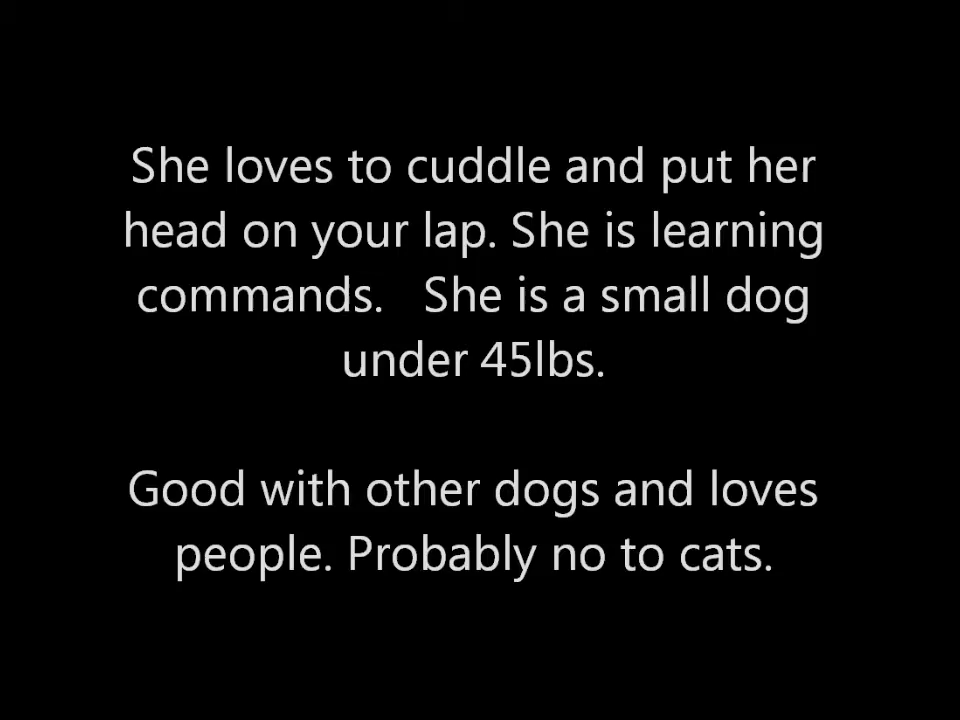 She loves to cuddle and put her
head on your lap. She is learning
commands.   She is a small dog
under 45lbs.
Good with other dogs and loves
people. Probably no to cats.